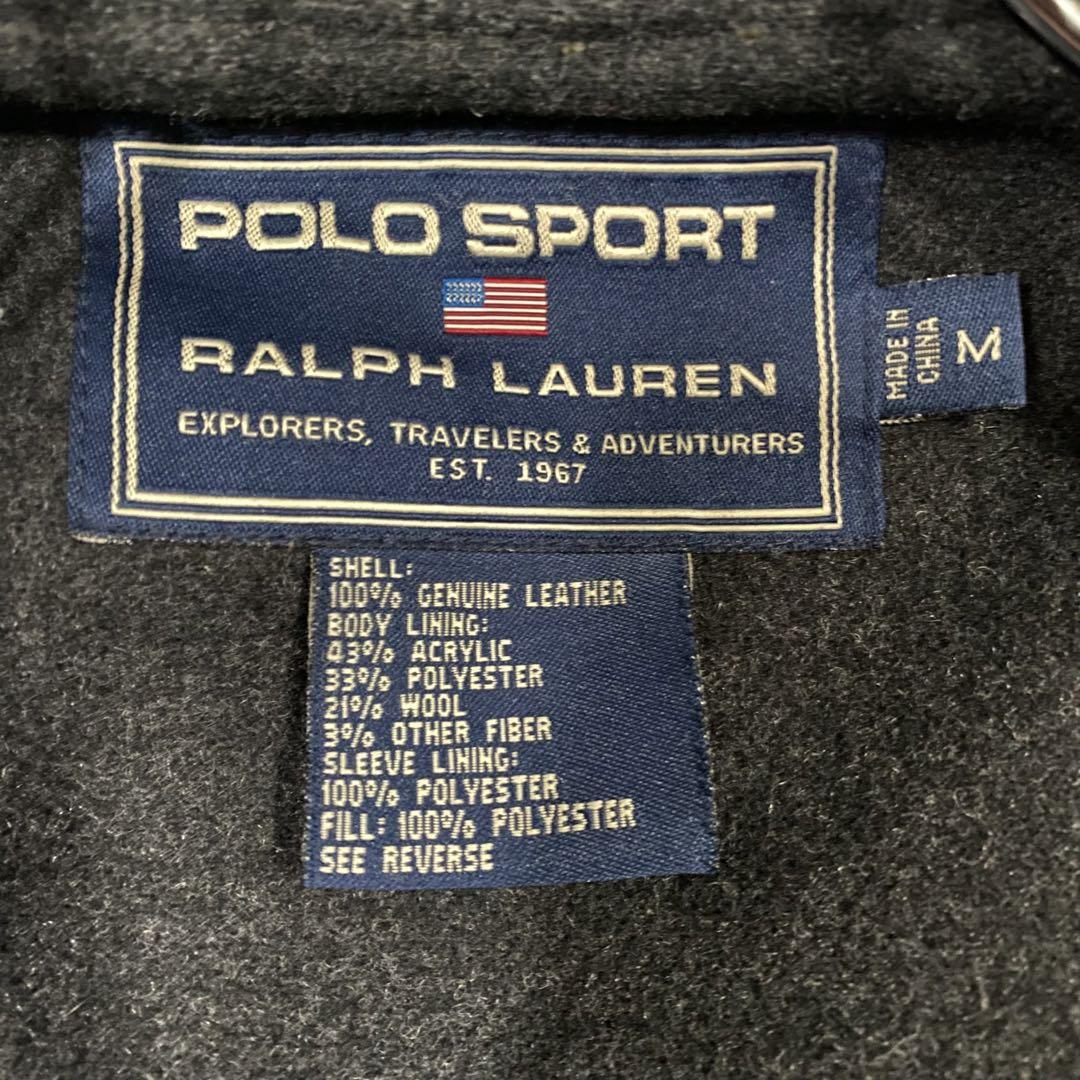 POLO SPORT
RALPH LAUREN
EXPLORERS, TRAVELERS & ADVENTURERS
EST. 1967
MADE IN
CHINA
M
SHELL:
100% GENUINE LEATHER
BODY LINING:
43% ACRYLIC
33% POLYESTER
21% WOOL
3% OTHER FIBER
SLEEVE LINING:
100% POLYESTER
FILL: 100% POLYESTER
SEE REVERSE